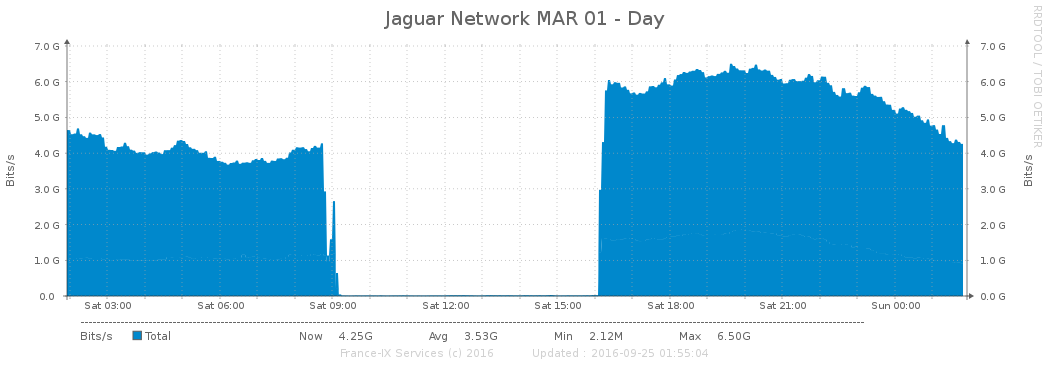 Jaguar Network MAR 01 - Day
RRDTOOL / TOBI OETIKER
7.0 G 7.0 G
6.0 G 6.0 G
5.0 G 5.0 G
4.0 G 4.0 G
3.0 G 3.0 G
2.0 G 2.0 G
1.0 G 1.0 G
0.0 0.0 G
Bits/s
Bits/s
Sat 03:00 Sat 06:00 Sat 09:00 Sat 12:00 Sat 15:00 Sat 18:00 Sat 21:00 Sun 00:00
Bits/s Total Now 4.25G Avg 3.53G Min 2.12M Max 6.50G
France-IX Services (c) 2016 Updated : 2016-09-25 01:55:04